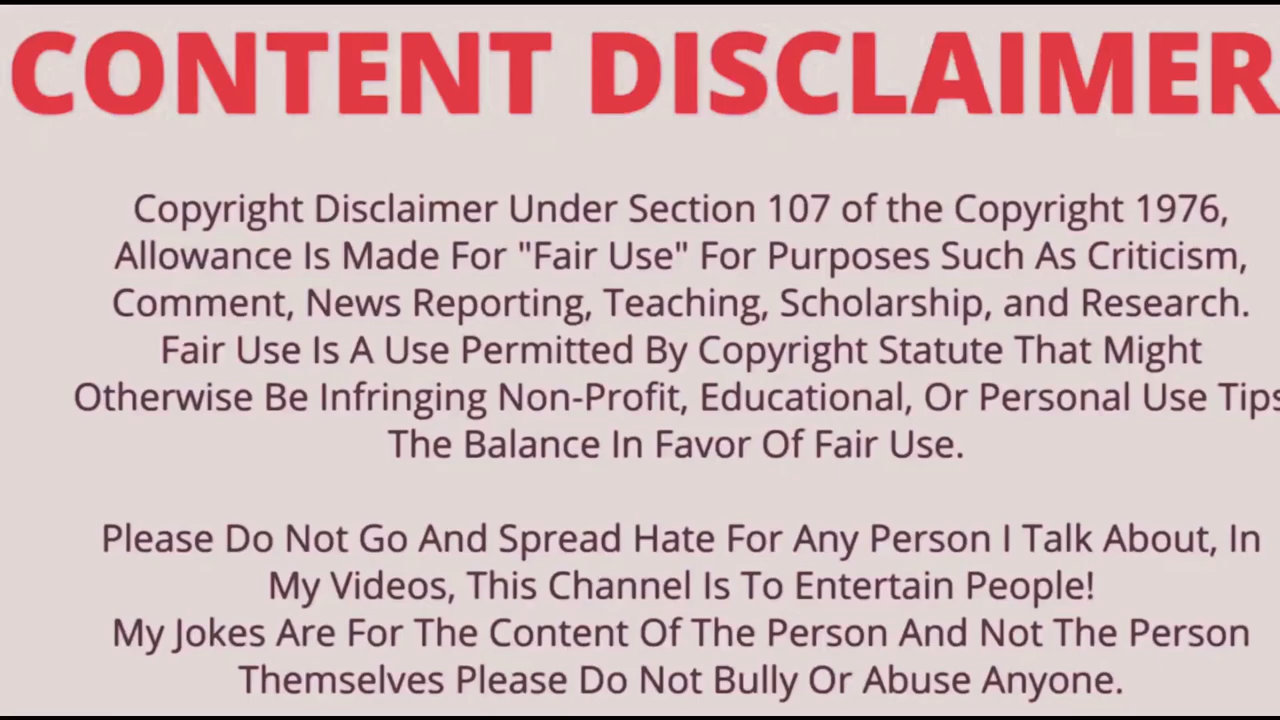 CONTENT DISCLAIMER
Copyright Disclaimer Under Section 107 of the Copyright 1976,
Allowance Is Made For "Fair Use" For Purposes Such As Criticism,
Comment, News Reporting, Teaching, Scholarship, and Research.
Fair Use Is A Use Permitted By Copyright Statute That Might
Otherwise Be Infringing Non-Profit, Educational, Or Personal Use Tips
The Balance In Favor Of Fair Use.
Please Do Not Go And Spread Hate For Any Person I Talk About, In
My Videos, This Channel Is To Entertain People!
My Jokes Are For The Content Of The Person And Not The Person
Themselves Please Do Not Bully Or Abuse Anyone.